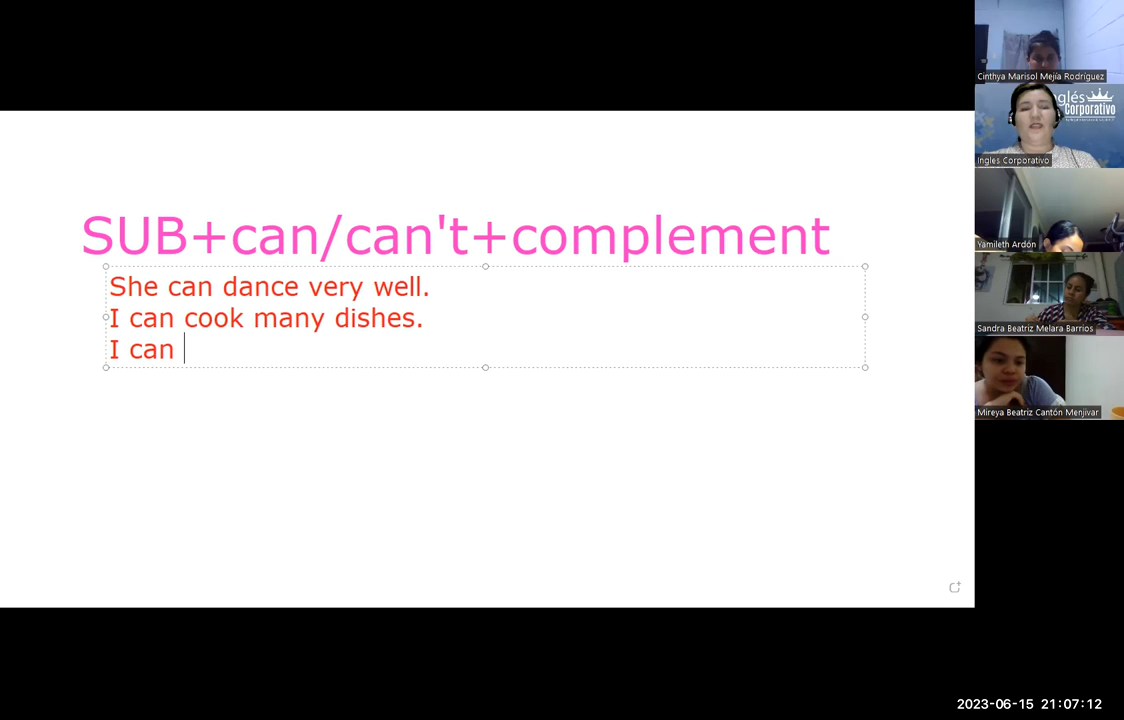 SUB+can/can't+complement
She can dance very well.
I can cook many dishes.
I can
Cinthya Marisol Mejía Rodríguez
Inglés
Corporativo
Ingles Corporativo
Yamileth Ardón
Sandra Beatriz Melara Barrios
Mireya Beatriz Cantón Menjivar
2023-06-15 21:07:12